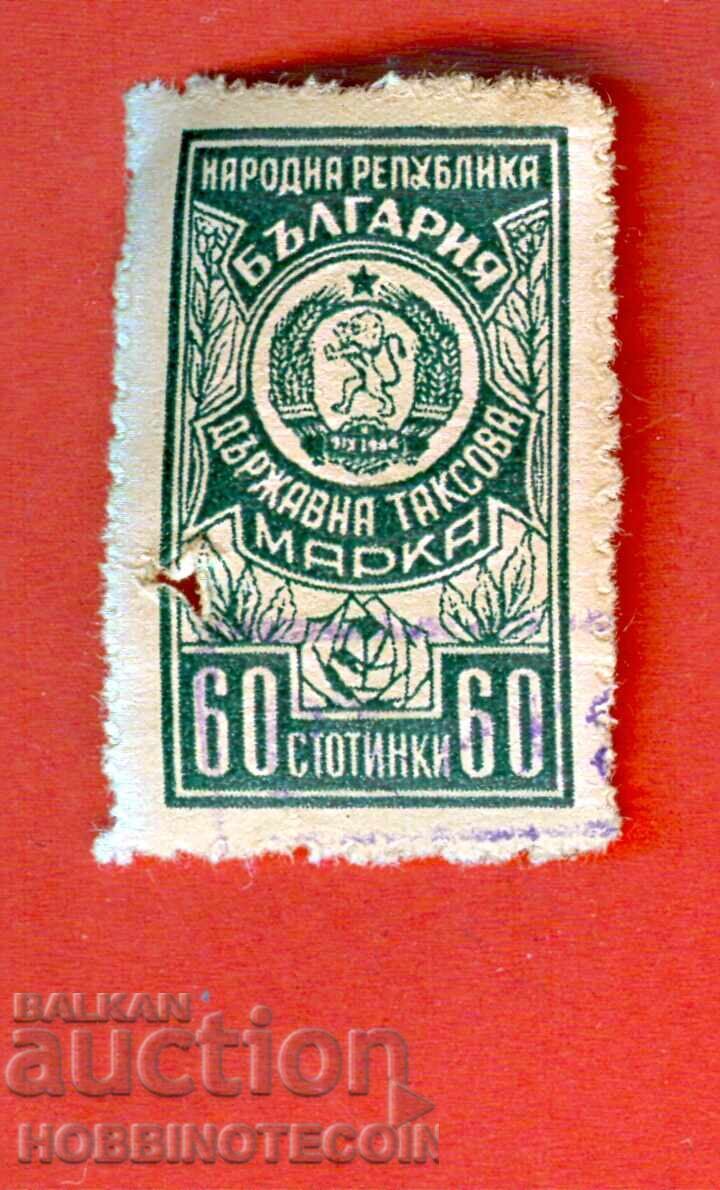 НАРОДНА РЕПУБЛИКА
БЪЛГАРИЯ
9 IX 1944
ДЪРЖАВНА ТАКСОВА
МАРКА
60 СТОТИНКИ 60
BALKAN
auction
HOBBINOTECOIN